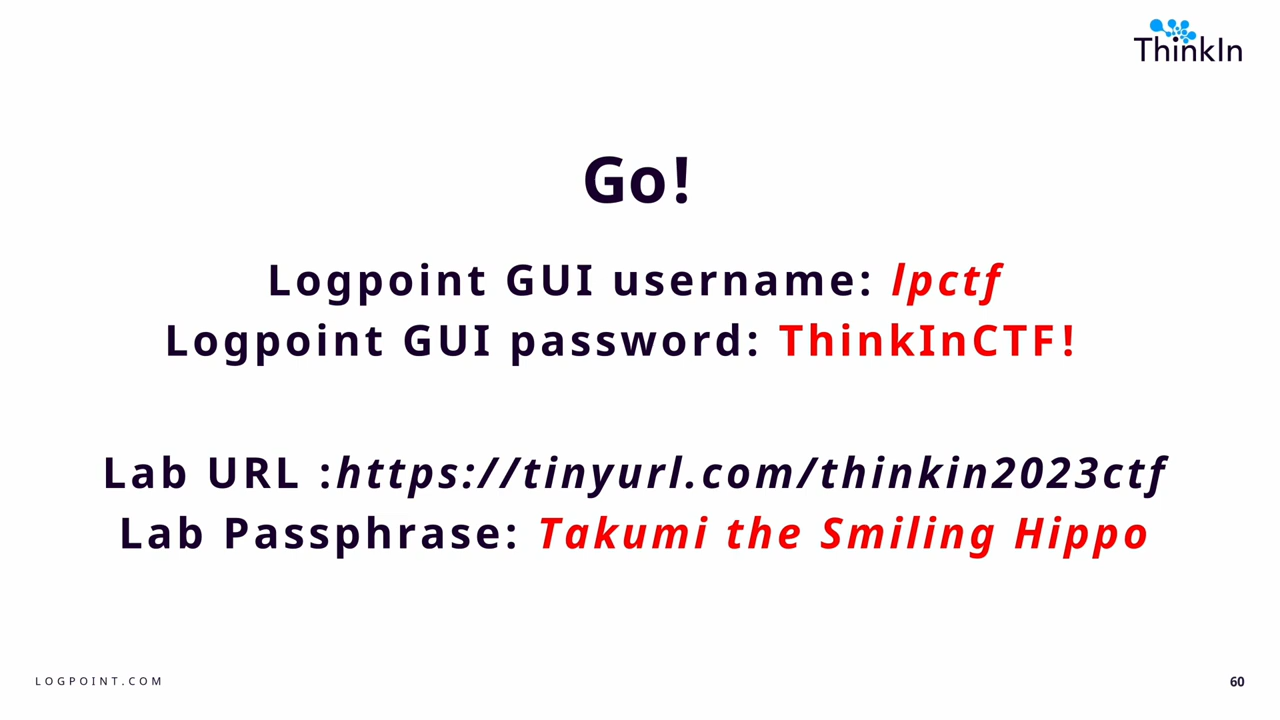 ThinkIn
Go!
Logpoint GUI username: lpctf
Logpoint GUI password: ThinkInCTF!
Lab URL :https://tinyurl.com/thinkin2023ctf
Lab Passphrase: Takumi the Smiling Hippo
LOGPOINT.COM
60